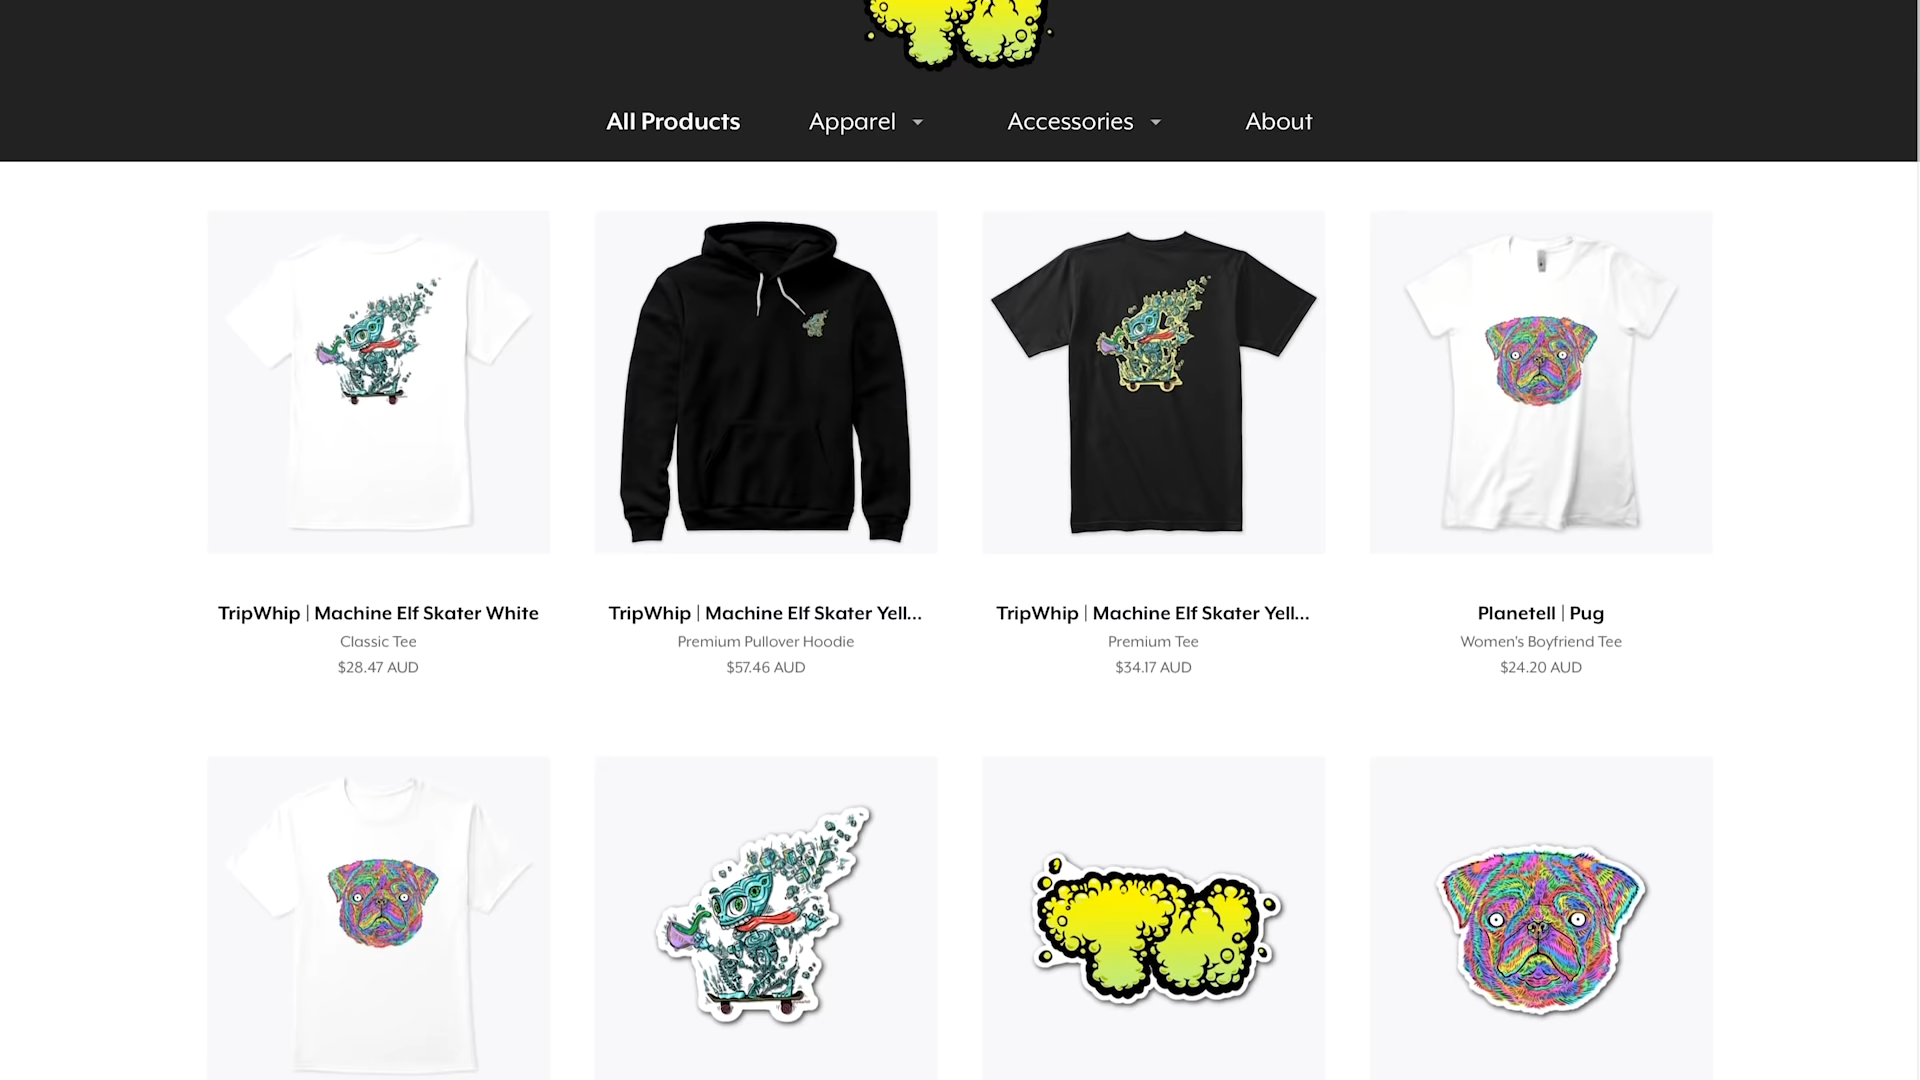 All Products
Apparel
Accessories
About
TripWhip | Machine Elf Skater White
Classic Tee
$28.47 AUD
TripWhip | Machine Elf Skater Yell...
Premium Pullover Hoodie
$57.46 AUD
TripWhip | Machine Elf Skater Yell...
Premium Tee
$34.17 AUD
Planetell | Pug
Women's Boyfriend Tee
$24.20 AUD
TW